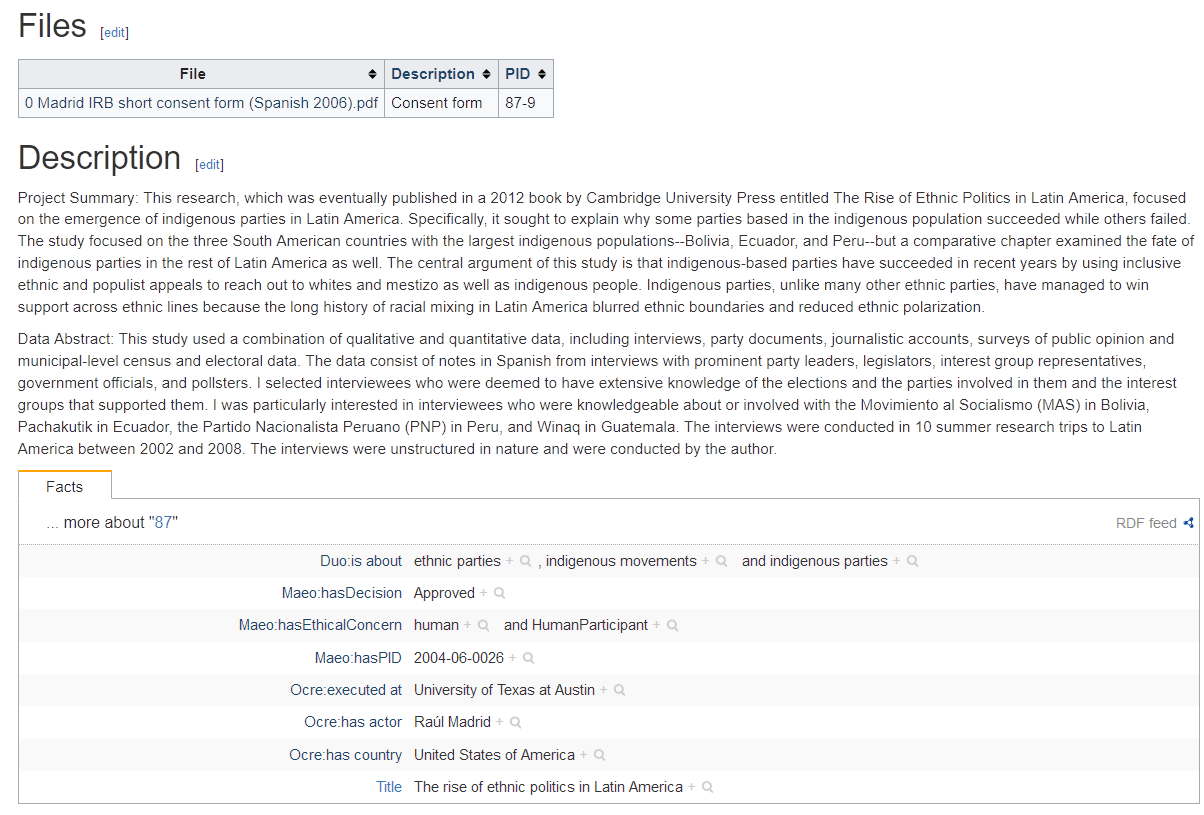 Files [edit]
File Description PID
0 Madrid IRB short consent form (Spanish 2006).pdf Consent form 87-9
Description [edit]
Project Summary: This research, which was eventually published in a 2012 book by Cambridge University Press entitled The Rise of Ethnic Politics in Latin America, focused
on the emergence of indigenous parties in Latin America. Specifically, it sought to explain why some parties based in the indigenous population succeeded while others failed.
The study focused on the three South American countries with the largest indigenous populations--Bolivia, Ecuador, and Peru--but a comparative chapter examined the fate of
indigenous parties in the rest of Latin America as well. The central argument of this study is that indigenous-based parties have succeeded in recent years by using inclusive
ethnic and populist appeals to reach out to whites and mestizo as well as indigenous people. Indigenous parties, unlike many other ethnic parties, have managed to win
support across ethnic lines because the long history of racial mixing in Latin America blurred ethnic boundaries and reduced ethnic polarization.
Data Abstract: This study used a combination of qualitative and quantitative data, including interviews, party documents, journalistic accounts, surveys of public opinion and
municipal-level census and electoral data. The data consist of notes in Spanish from interviews with prominent party leaders, legislators, interest group representatives,
government officials, and pollsters. I selected interviewees who were deemed to have extensive knowledge of the elections and the parties involved in them and the interest
groups that supported them. I was particularly interested in interviewees who were knowledgeable about or involved with the Movimiento al Socialismo (MAS) in Bolivia,
Pachakutik in Ecuador, the Partido Nacionalista Peruano (PNP) in Peru, and Winaq in Guatemala. The interviews were conducted in 10 summer research trips to Latin
America between 2002 and 2008. The interviews were unstructured in nature and were conducted by the author.
Facts
... more about "87" RDF feed
Duo:is about ethnic parties + , indigenous movements + and indigenous parties +
Maeo:hasDecision Approved +
Maeo:hasEthicalConcern human + and HumanParticipant +
Maeo:hasPID 2004-06-0026 +
Ocre:executed at University of Texas at Austin +
Ocre:has actor Raúl Madrid +
Ocre:has country United States of America +
Title The rise of ethnic politics in Latin America +